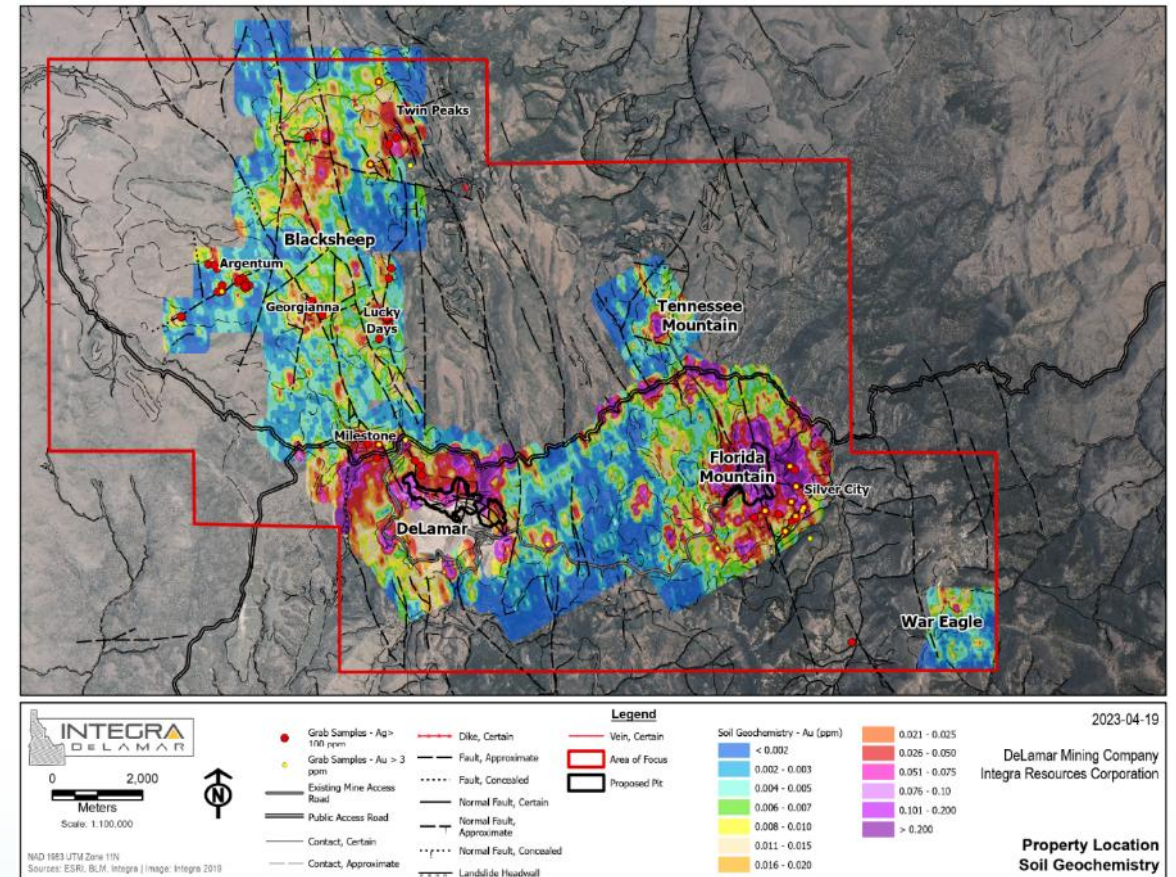 Twin Peaks
Blacksheep
Argentum
Georgianna
Lucky
Days
Tennessee
Mountain
Milestone
Florida
Mountain
Silver City
DeLamar
War Eagle
INTEGRA
DELAMAR
0 2,000
Meters
Scale: 1:100,000
N
NAD 1983 UTM Zone 11N
Sources: ESRI, BLM, Integra | Image: Integra 2019
Legend
Grab Samples - Ag>
100 ppm
Grab Samples - Au > 3
ppm
Existing Mine Access
Road
Public Access Road
Contact, Certain
Contact, Approximate
Dike, Certain
Fault, Approximate
Fault, Concealed
Normal Fault, Certain
Normal Fault,
Approximate
Normal Fault, Concealed
Landslide Headwall
Vein, Certain
Area of Focus
Proposed Pit
Soil Geochemistry - Au (ppm)
< 0.002
0.002 - 0.003
0.004 - 0.005
0.006 - 0.007
0.008 - 0.010
0.011 - 0.015
0.016 - 0.020
0.021 - 0.025
0.026 - 0.050
0.051 - 0.075
0.076 - 0.10
0.101 - 0.200
> 0.200
2023-04-19
DeLamar Mining Company
Integra Resources Corporation
Property Location
Soil Geochemistry